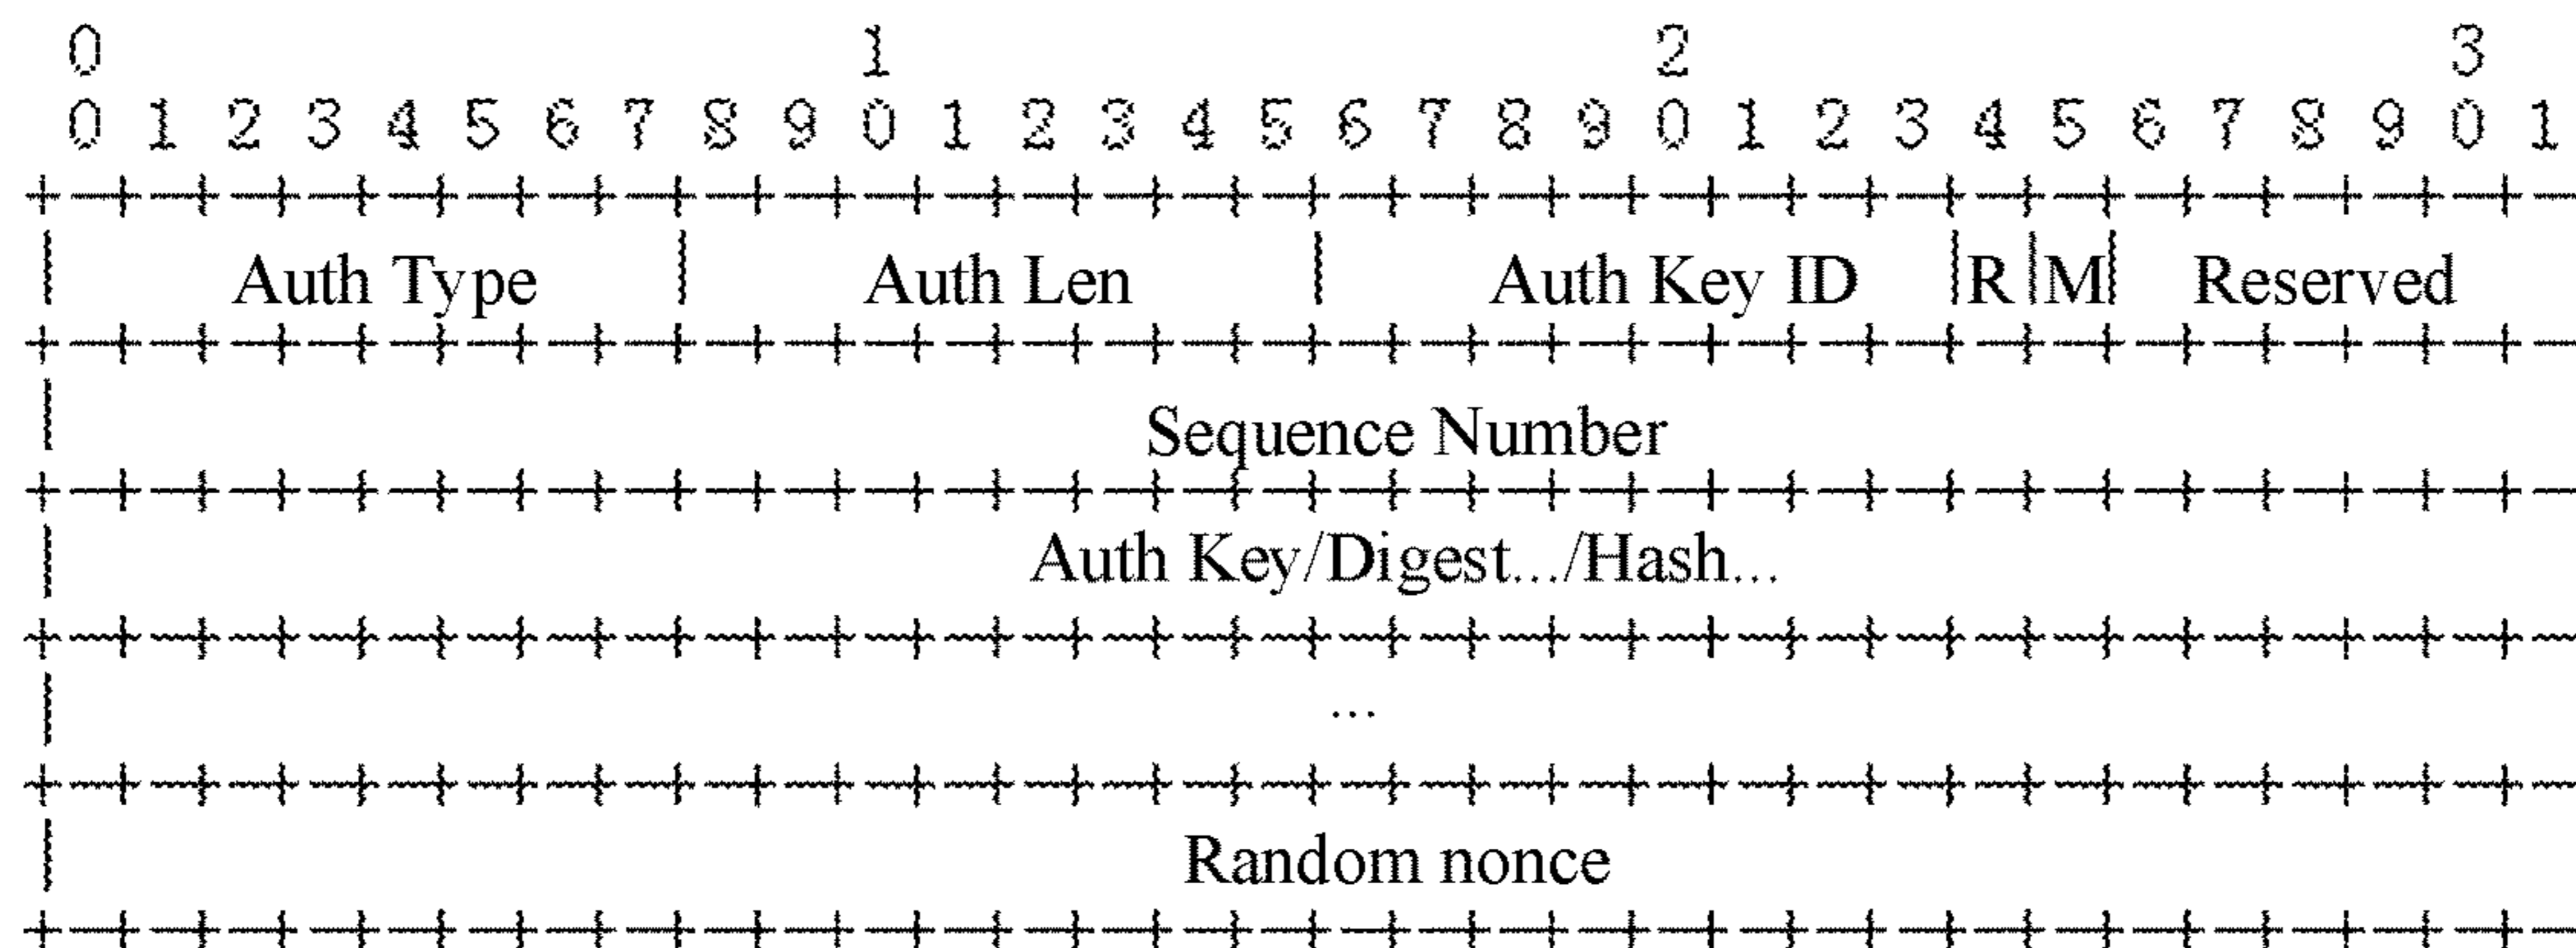 0 1 2 3
0 1 2 3 4 5 6 7 8 9 0 1 2 3 4 5 6 7 8 9 0 1 2 3 4 5 6 7 8 9 0 1
Auth Type | Auth Len | Auth Key ID |R|M| Reserved
Sequence Number
Auth Key/Digest.../Hash...
...
Random nonce